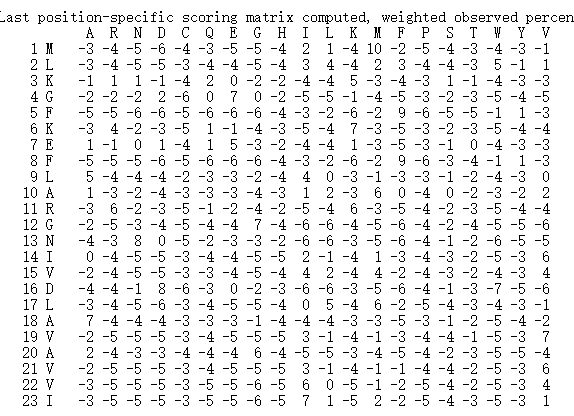 Last position-specific scoring matrix computed, weighted observed percen
A R N D C Q E G H I L K M F P S T W Y V
1 M -3 -4 -5 -6 -4 -3 -5 -5 -4 2 1 -4 10 -2 -5 -4 -3 -4 -3 -1
2 L -3 -4 -5 -5 -3 -4 -5 -4 -5 3 4 -4 2 3 -4 -4 -3 5 -1 1
3 K -1 1 1 -1 -4 2 0 -2 -2 -4 -4 5 -3 -4 -3 1 -1 -4 -3 -3
4 G -2 -2 -2 2 -6 0 7 0 -2 -5 -5 -1 -4 -5 -3 -2 -3 -5 -4 -5
5 F -5 -5 -6 -6 -5 -6 -6 -6 -4 -3 -2 -6 -2 9 -6 -5 -5 -1 1 -3
6 K -3 4 -2 -3 -5 1 -1 -4 -3 -5 -4 7 -3 -5 -3 -2 -3 -5 -4 -4
7 E 1 -1 0 1 -4 1 5 -3 -2 -4 -4 1 -3 -5 -3 -1 0 -4 -3 -3
8 F -5 -5 -5 -6 -5 -6 -6 -6 -4 -3 -2 -6 -2 9 -6 -3 -4 -1 1 -3
9 L 5 -4 -4 -4 -2 -3 -3 -2 -4 4 0 -3 -1 -3 -3 -1 -2 -4 -3 0
10 A 1 -3 -2 -4 -3 -3 -3 -4 -3 1 2 -3 6 0 -4 0 -2 -3 -2 2
11 R -3 6 -2 -3 -5 -1 -2 -4 -2 -5 -4 6 -3 -5 -4 -2 -3 -5 -4 -4
12 G -2 -5 -3 -4 -5 -4 -4 7 -4 -6 -6 -4 -5 -6 -4 -2 -4 -5 -5 -6
13 N -4 -3 8 0 -5 -2 -3 -3 -2 -6 -6 -3 -5 -6 -4 -1 -2 -6 -5 -5
14 I 0 -4 -5 -5 -3 -4 -4 -5 -5 2 -1 -4 1 -3 -4 -3 -2 -5 -3 6
15 V -2 -4 -5 -5 -3 -4 -4 -5 -4 4 2 -4 4 -2 -4 -3 -2 -4 -3 4
16 D -4 -4 -1 8 -6 -3 0 -2 -3 -6 -6 -3 -5 -6 -4 -1 -3 -7 -5 -6
17 L -3 -4 -5 -6 -3 -4 -5 -5 -4 0 5 -4 6 -2 -5 -4 -3 -4 -3 -1
18 A 7 -4 -4 -4 -3 -3 -3 -1 -4 -4 -4 -3 -3 -5 -3 -1 -2 -5 -4 -2
19 V -2 -5 -5 -5 -3 -4 -5 -5 -5 3 -1 -4 -1 -3 -4 -4 -1 -5 -3 7
20 A 2 -4 -3 -3 -4 -4 -4 6 -4 -5 -5 -3 -4 -5 -4 -2 -3 -5 -5 -4
21 V -2 -5 -5 -5 -3 -4 -5 -5 -5 3 -1 -4 -1 -1 -4 -4 -2 -5 -3 6
22 V -3 -5 -5 -5 -3 -5 -5 -6 -5 6 0 -5 -1 -2 -5 -4 -2 -5 -3 4
23 I -3 -5 -5 -5 -3 -5 -5 -6 -5 7 1 -5 2 -2 -5 -4 -3 -5 -3 1